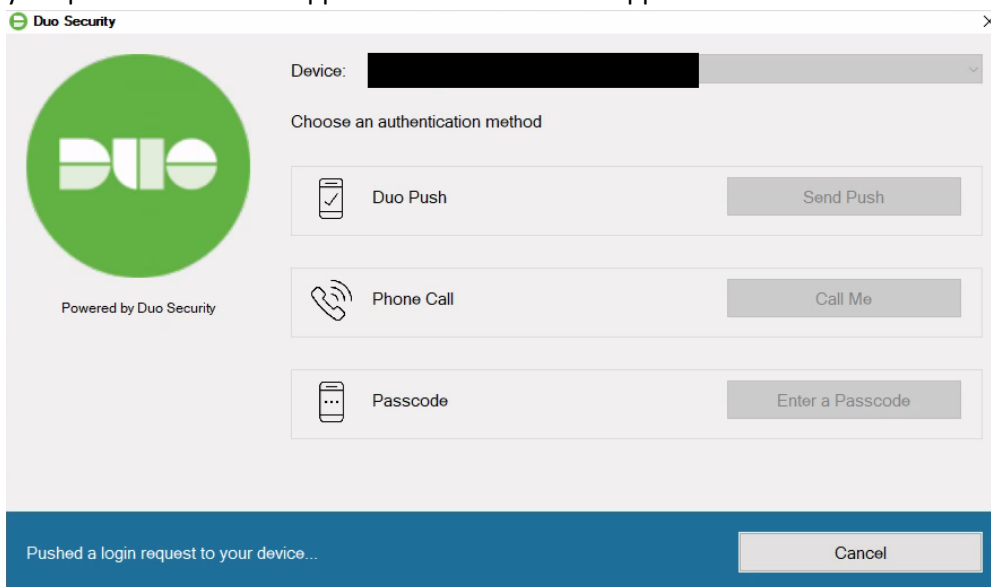 Duo Security
Device:
Choose an authentication method
DUO
Duo Push
Send Push
Powered by Duo Security
Phone Call
Call Me
Passcode
Enter a Passcode
Pushed a login request to your device...
Cancel